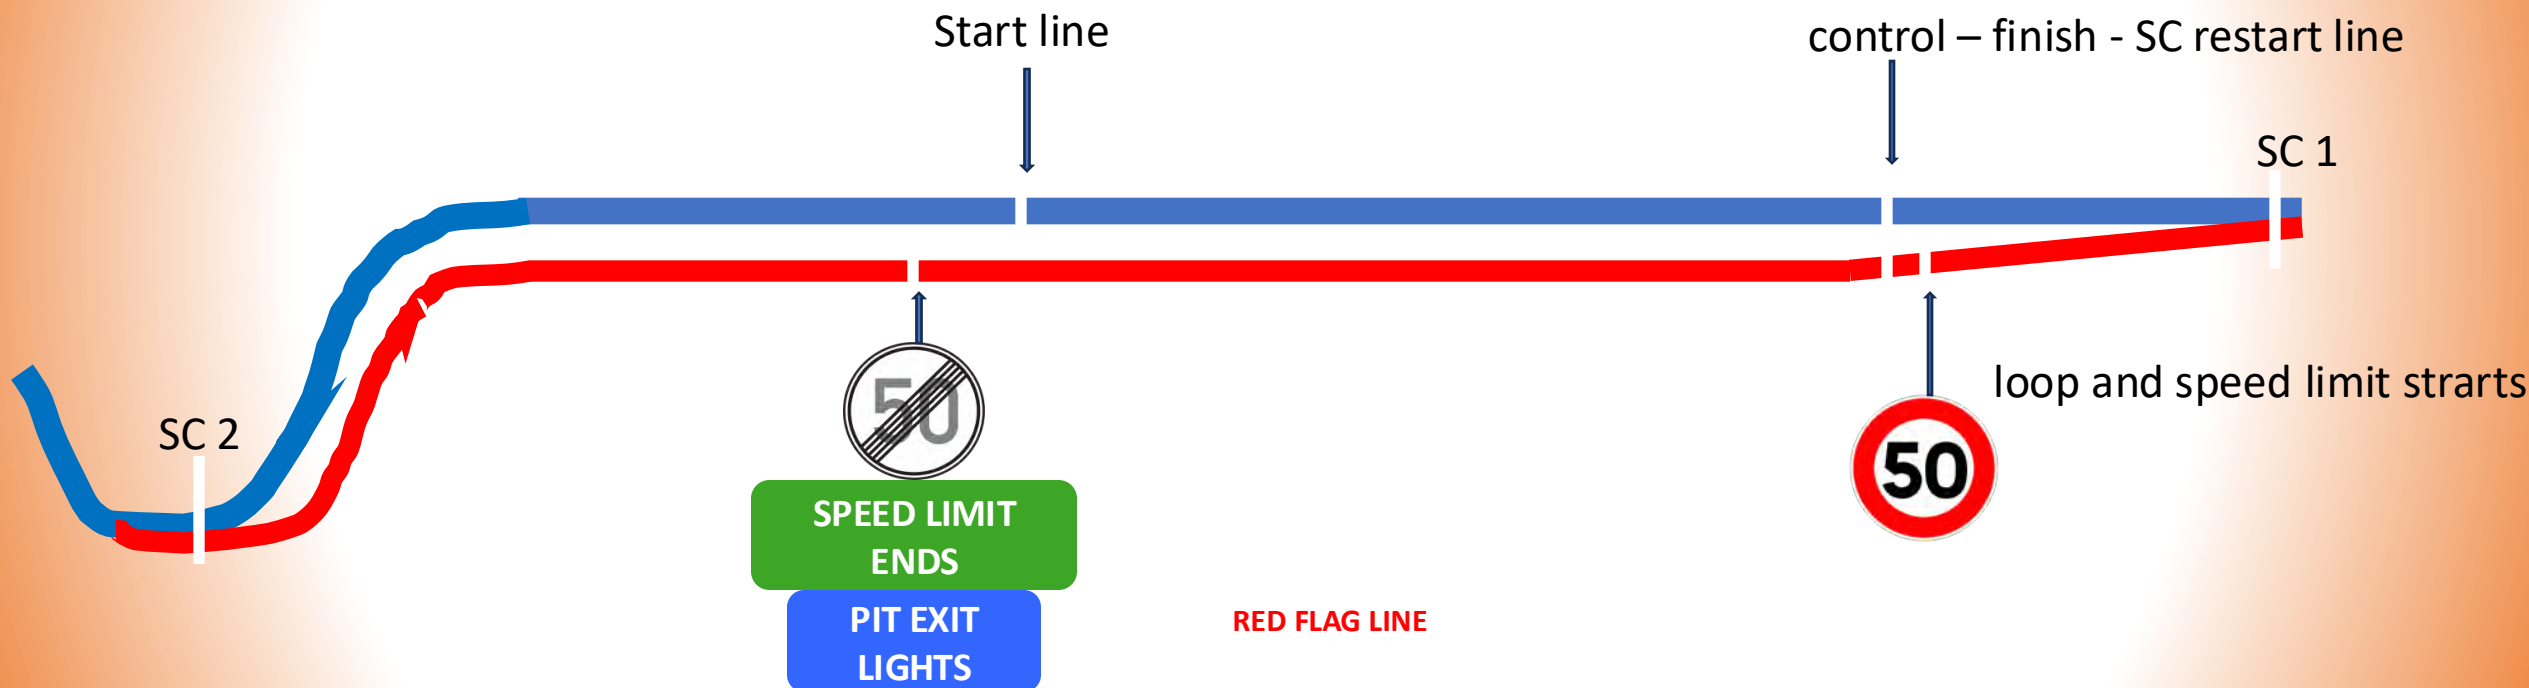 Start line
control – finish - SC restart line
SC 1
loop and speed limit strarts
SC 2
50
50
SPEED LIMIT
ENDS
PIT EXIT
LIGHTS
RED FLAG LINE